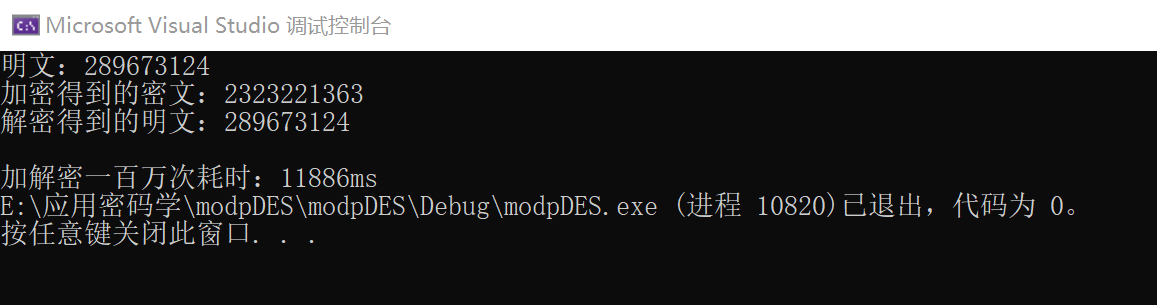 Microsoft Visual Studio 调试控制台
明文：289673124
加密得到的密文：2323221363
解密得到的明文：289673124
加解密一百万次耗时：11886ms
E:\应用密码学\modpDES\modpDES\Debug\modpDES.exe (进程 10820)已退出，代码为 0。
按任意键关闭此窗口. . .